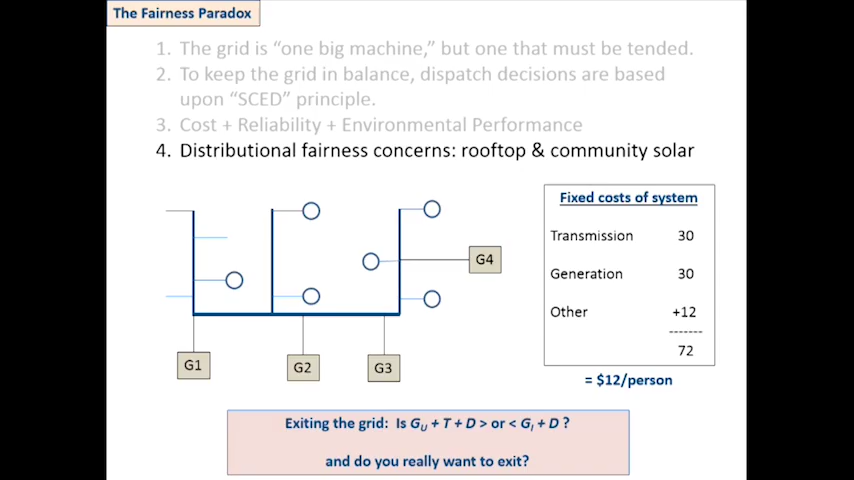 The Fairness Paradox
1. The grid is “one big machine,” but one that must be tended.
2. To keep the grid in balance, dispatch decisions are based
upon “SCED” principle.
3. Cost + Reliability + Environmental Performance
4. Distributional fairness concerns: rooftop & community solar
Fixed costs of system
Transmission 30
Generation 30
Other +12
-------
72
= $12/person
G4
G1
G2
G3
Exiting the grid: Is GU + T + D > or < GI + D ?
and do you really want to exit?